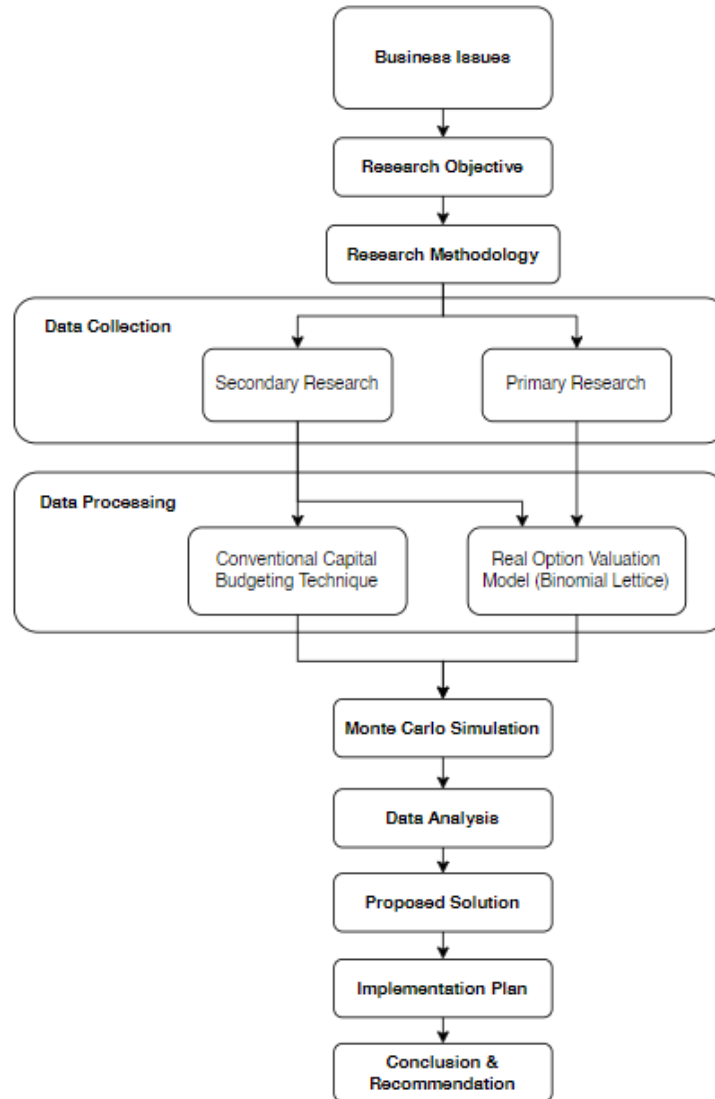 Business Issues
Research Objective
Research Methodology
Data Collection
Secondary Research
Primary Research
Data Processing
Conventional Capital
Budgeting Technique
Real Option Valuation
Model (Binomial Lettice)
Monte Carlo Simulation
Data Analysis
Proposed Solution
Implementation Plan
Conclusion &
Recommendation